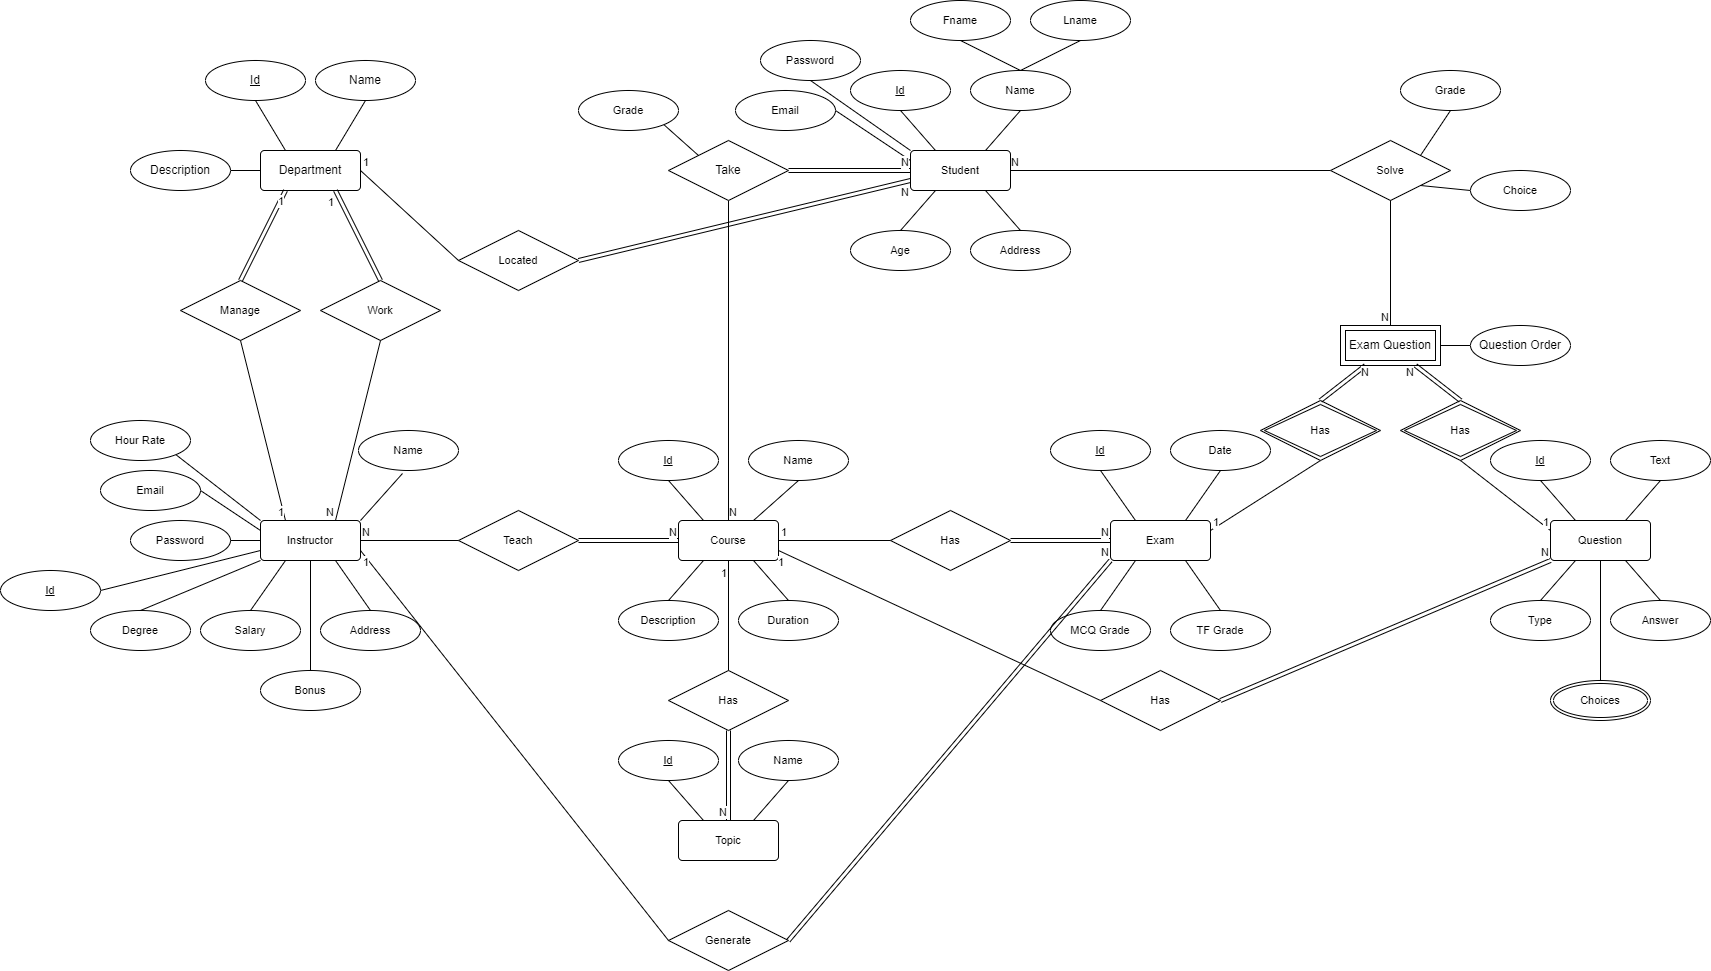 Fname
Lname
Password
Id
Name
Id
Name
Grade
Email
Grade
Description
Department
1
Take
N
Student
N
Solve
Choice
1
1
N
Located
Age
Address
Manage
Work
N
Exam Question
Question Order
N
N
Hour Rate
Name
Has
Has
Id
Name
Id
Date
Id
Text
Email
1
N
N
Password
Instructor
N
Teach
N
Course
1
Has
N
Exam
1
1
Question
1
1
1
N
N
Id
Degree
Salary
Address
Description
Duration
MCQ Grade
TF Grade
Type
Answer
Bonus
Has
Has
Choices
Id
Name
N
Topic
Generate